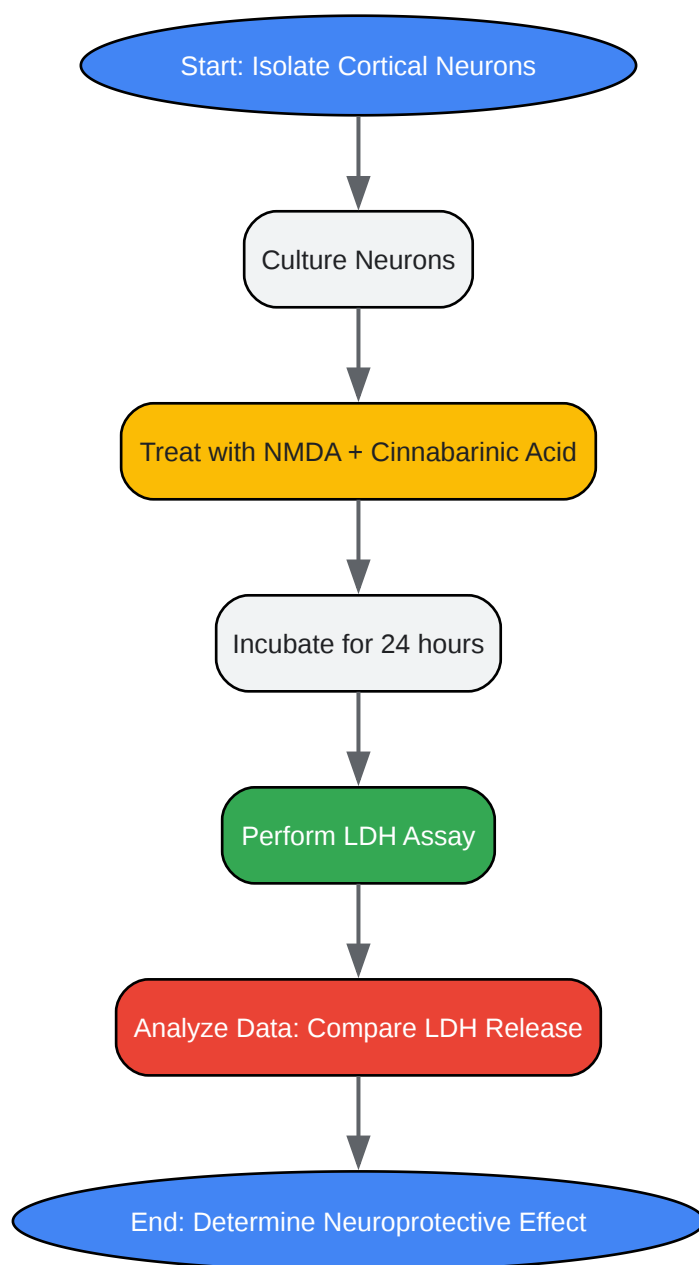 Start: Isolate Cortical Neurons
Culture Neurons
Treat with NMDA + Cinnabarinic Acid
Incubate for 24 hours
Perform LDH Assay
Analyze Data: Compare LDH Release
End: Determine Neuroprotective Effect